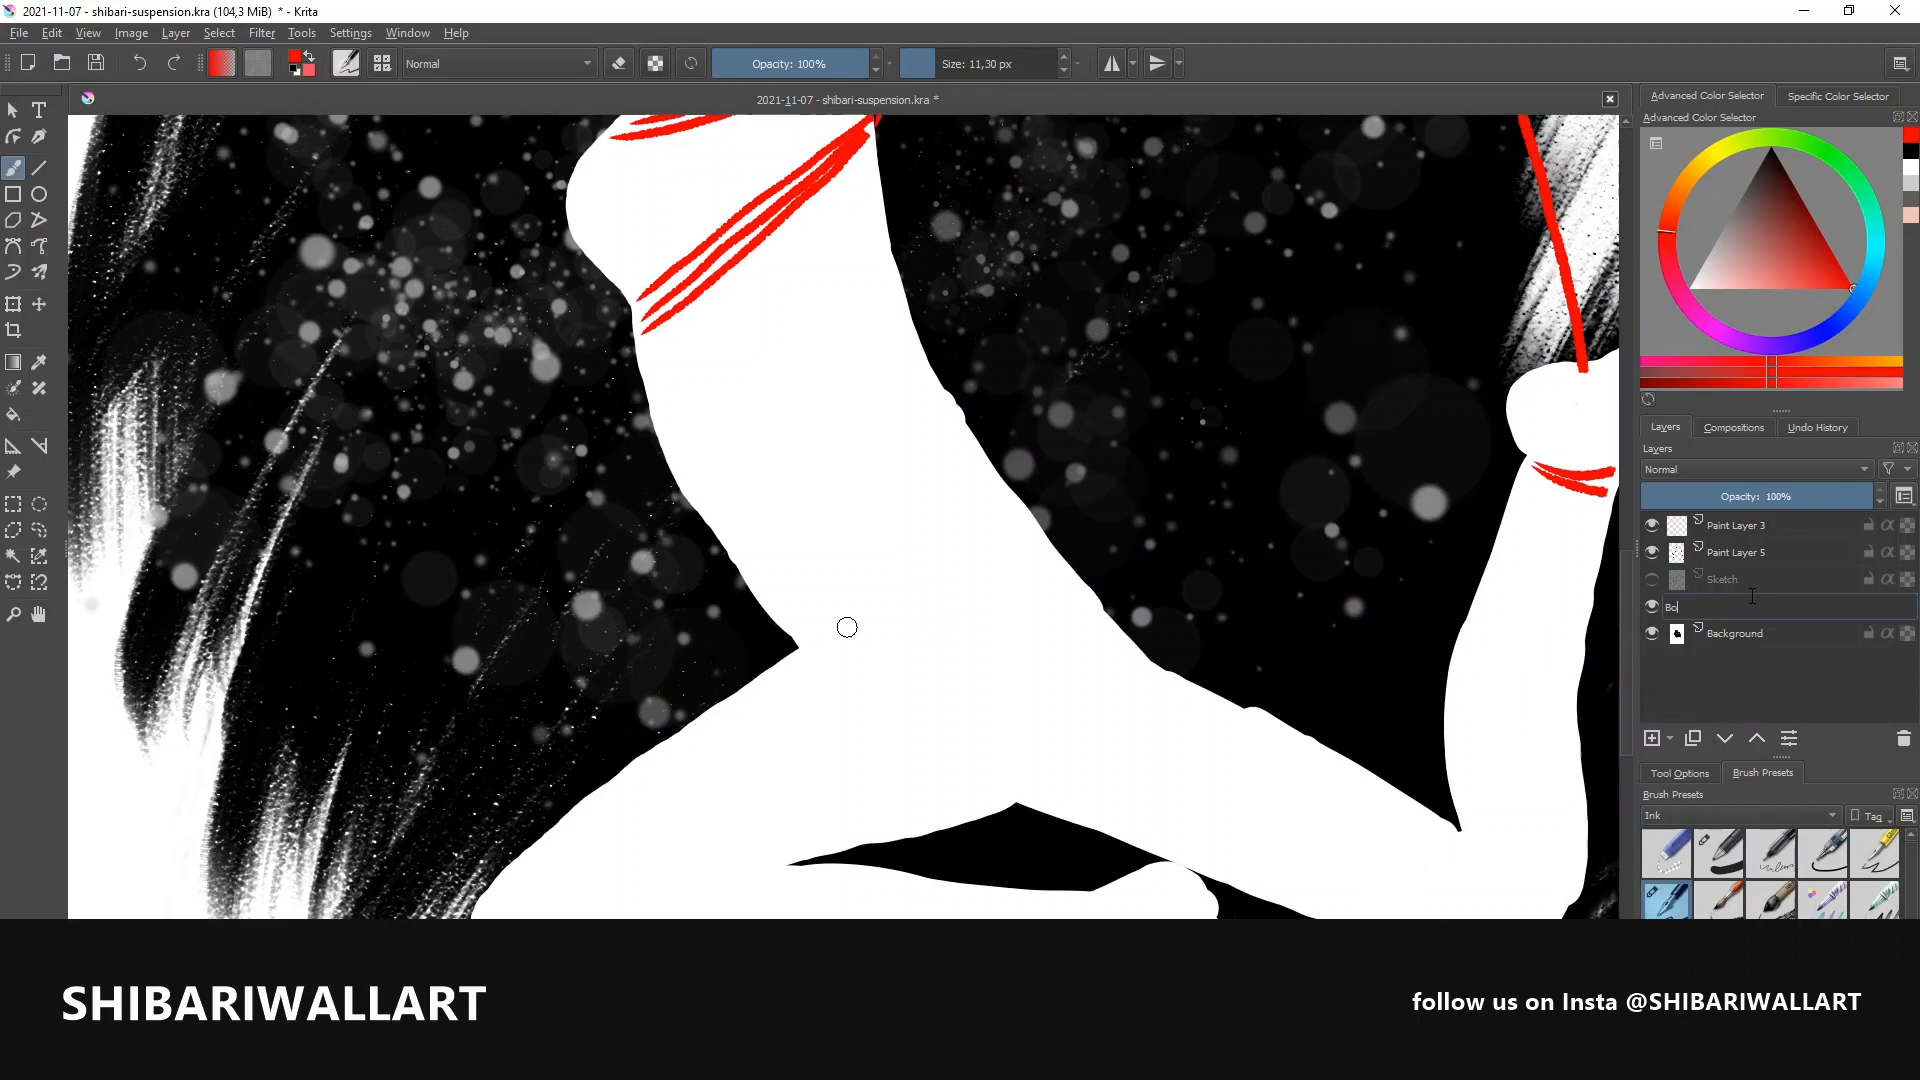 2021-11-07 - shibari-suspension.kra (104,3 MiB) * - Krita
File Edit View Image Layer Select Filter Tools Settings Window Help
Normal Opacity: 100% Size: 11,30 px
2021-11-07 - shibari-suspension.kra *
Advanced Color Selector Specific Color Selector
Advanced Color Selector
Layers Compositions Undo History
Layers
Normal
Opacity: 100%
Paint Layer 3
Paint Layer 5
Sketch
Bo
Background
Tool Options Brush Presets
Brush Presets
Ink Tag
SHIBARIWALLART
follow us on Insta @SHIBARIWALLART